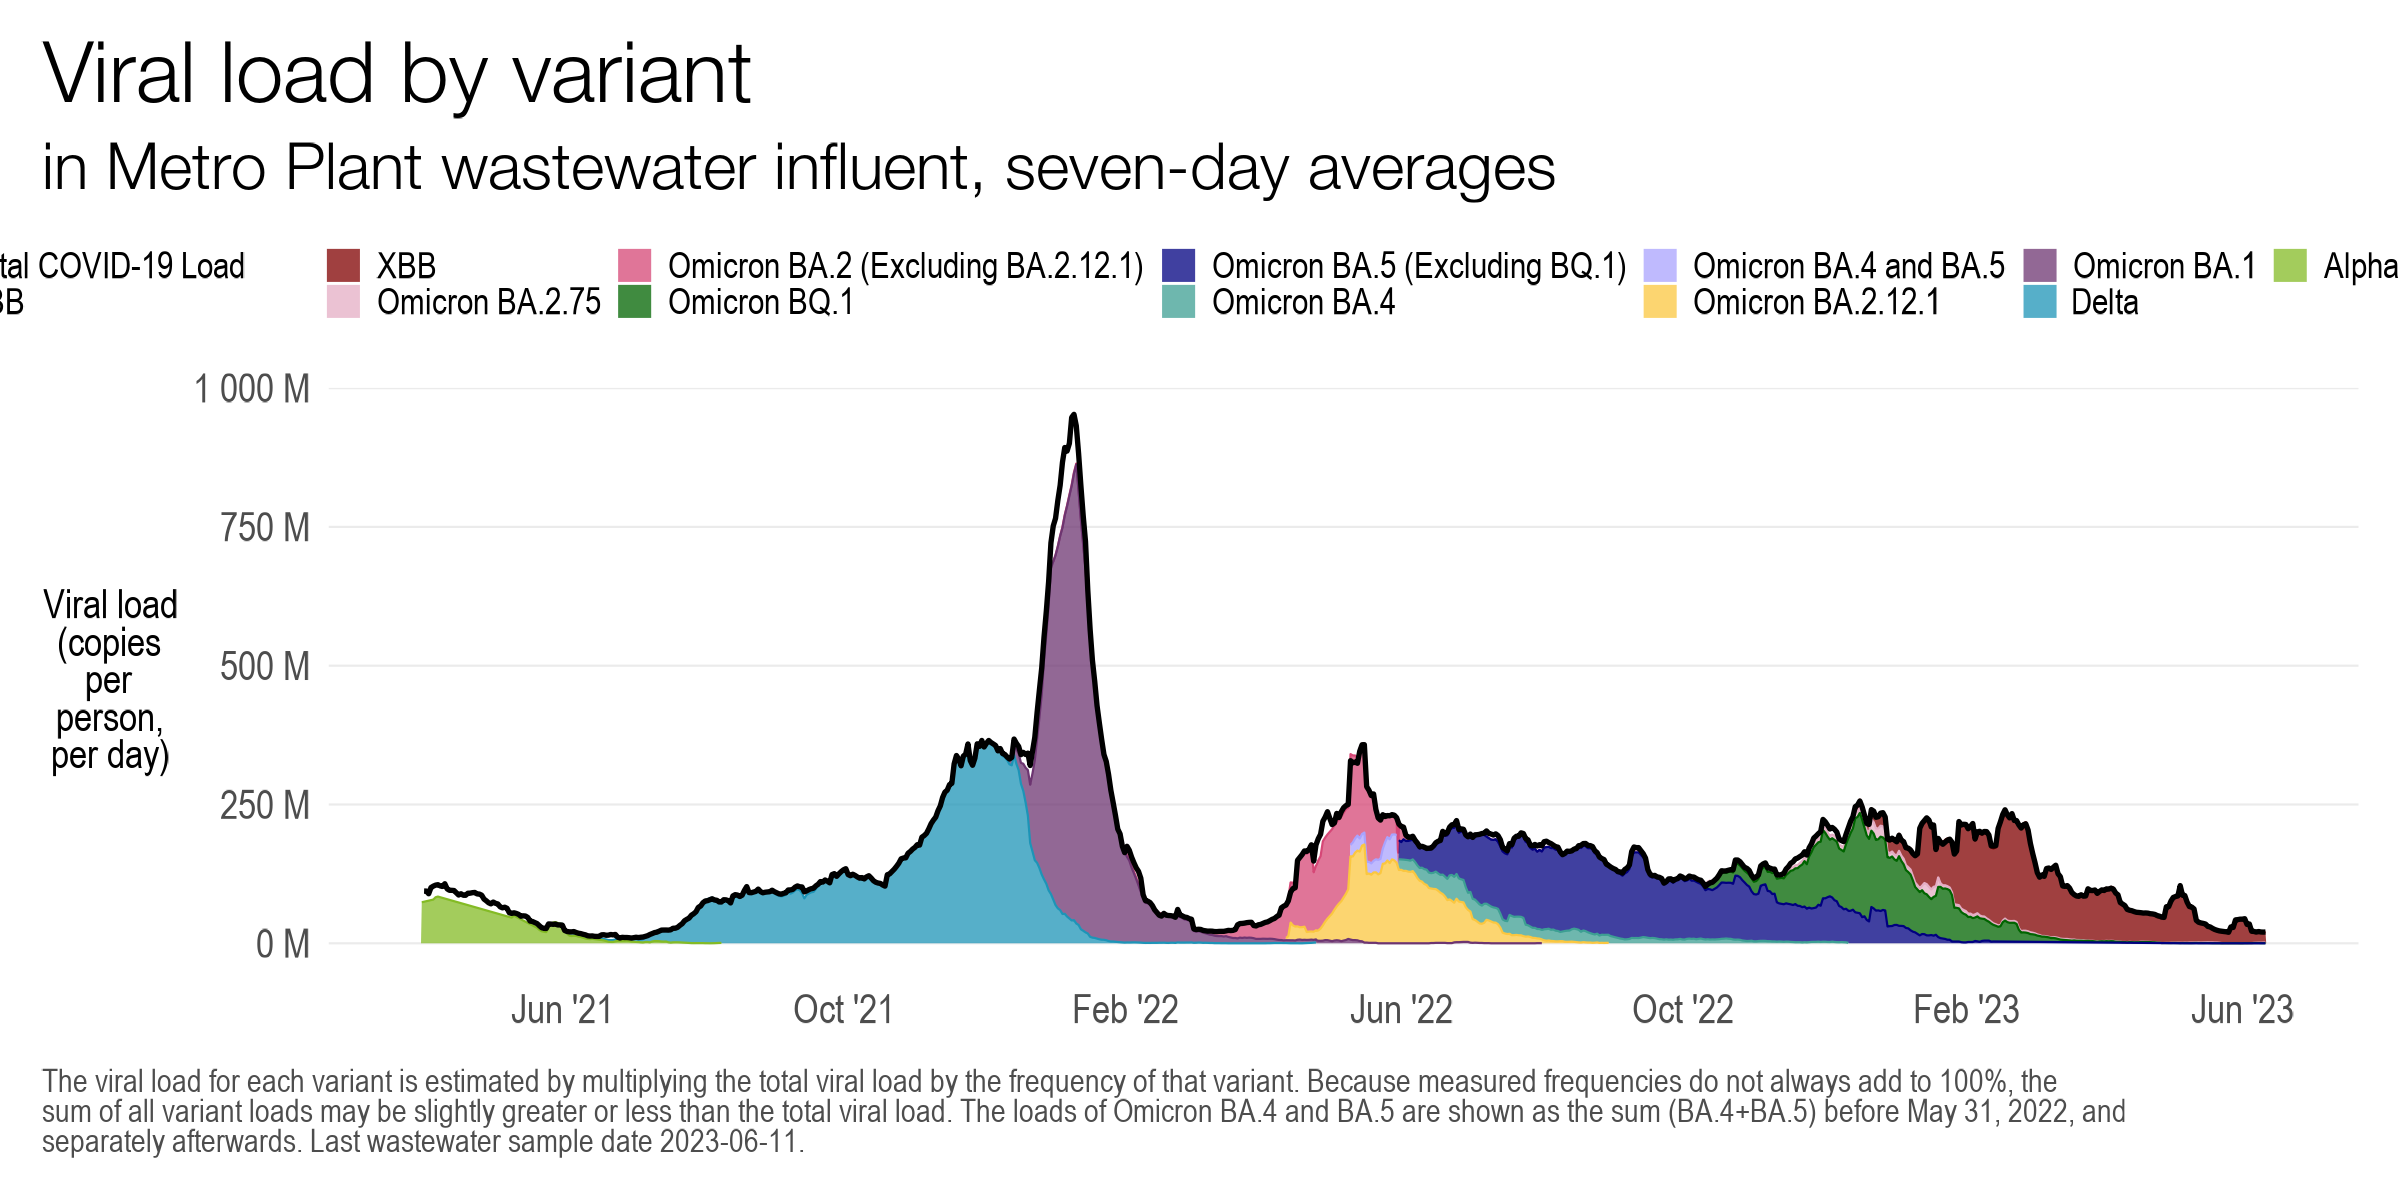 Viral load by variant
in Metro Plant wastewater influent, seven-day averages
tal COVID-19 Load XBB Omicron BA.2 (Excluding BA.2.12.1) Omicron BA.5 (Excluding BQ.1) Omicron BA.4 and BA.5 Omicron BA.1 Alpha
BB Omicron BA.2.75 Omicron BQ.1 Omicron BA.4 Omicron BA.2.12.1 Delta
1 000 M
750 M
500 M
250 M
0 M
Viral load
(copies
per
person,
per day)
Jun '21 Oct '21 Feb '22 Jun '22 Oct '22 Feb '23 Jun '23
The viral load for each variant is estimated by multiplying the total viral load by the frequency of that variant. Because measured frequencies do not always add to 100%, the
sum of all variant loads may be slightly greater or less than the total viral load. The loads of Omicron BA.4 and BA.5 are shown as the sum (BA.4+BA.5) before May 31, 2022, and
separately afterwards. Last wastewater sample date 2023-06-11.